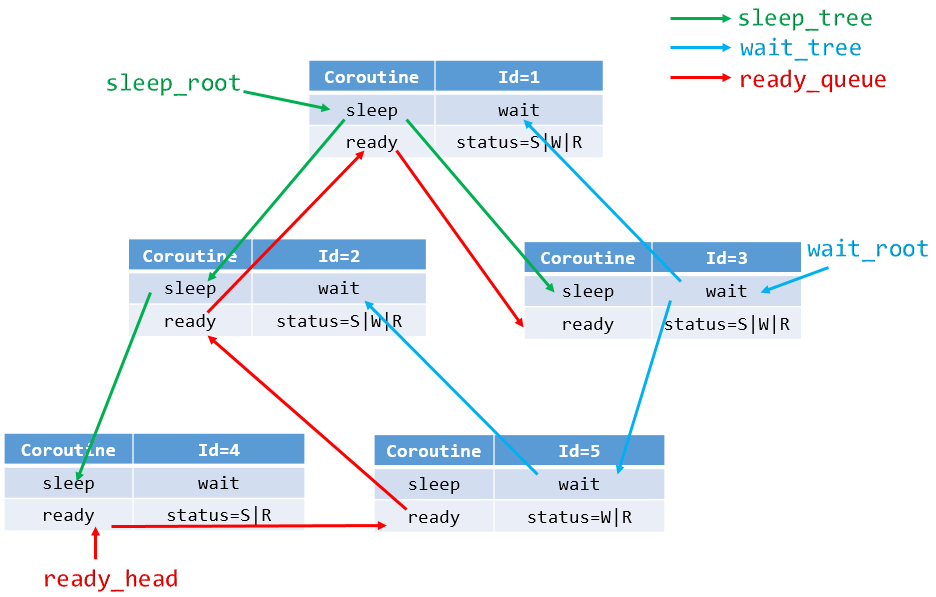 sleep_tree
wait_tree
ready_queue
sleep_root
Coroutine Id=1
sleep wait
ready status=S|W|R
Coroutine Id=2
sleep wait
ready status=S|W|R
wait_root
Coroutine Id=3
sleep wait
ready status=S|W|R
Coroutine Id=4
sleep wait
ready status=S|R
Coroutine Id=5
sleep wait
ready status=W|R
ready_head